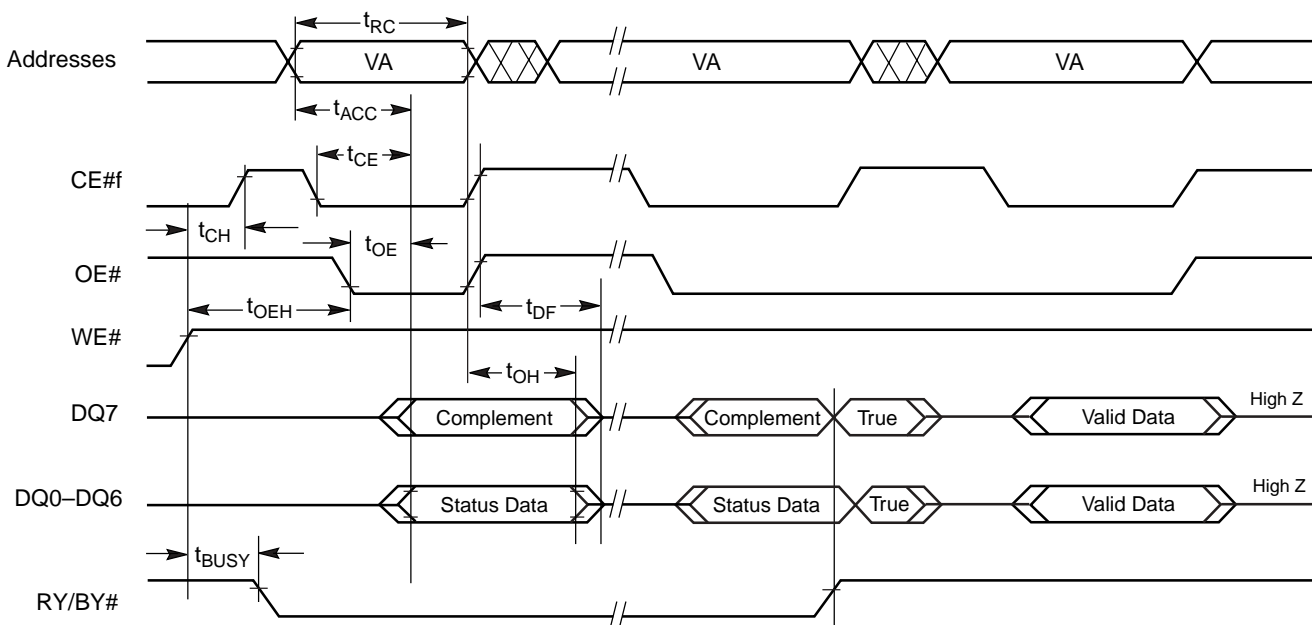 tRC
Addresses VA VA VA
tACC
tCE
CE#f
tCH tOE
OE#
tOEH tDF
WE#
tOH
DQ7 Complement Complement True Valid Data High Z
DQ0–DQ6 Status Data Status Data True Valid Data High Z
tBUSY
RY/BY#